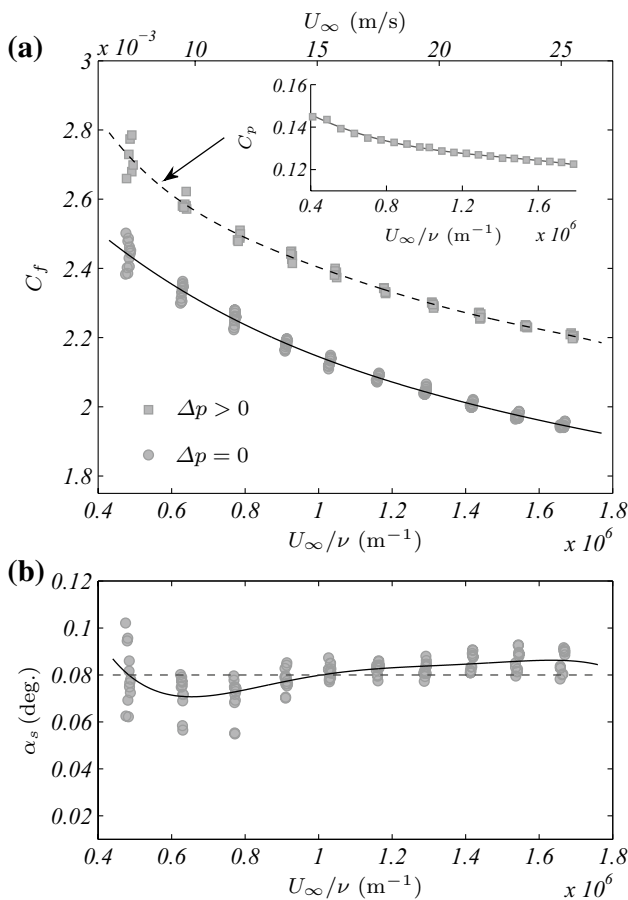 U∞ (m/s)
x 10⁻³ 10 15 20 25
(a)
3
2.8
2.6
2.4
2.2
2
1.8
C_f
0.16
0.14
0.12
C_p
0.4 0.8 1.2 1.6
U∞/ν (m⁻¹) x 10⁶
Δp > 0
Δp = 0
0.4 0.6 0.8 1 1.2 1.4 1.6 1.8
U∞/ν (m⁻¹) x 10⁶
(b)
0.12
0.1
0.08
0.06
0.04
0.02
α_s (deg.)
0.4 0.6 0.8 1 1.2 1.4 1.6 1.8
U∞/ν (m⁻¹) x 10⁶